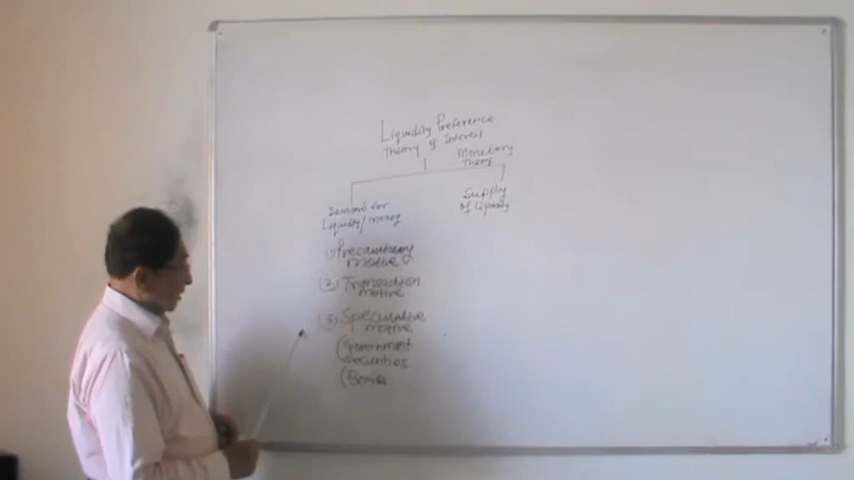 Liquidity Preference
Theory of Interest
Monetary
Theory
Demand for
Liquidity/money
Supply
of Liquidity
(1) Precautionary
motive
(2) Transaction
motive
(3) Speculative
motive
(Government
securities
(Bonds